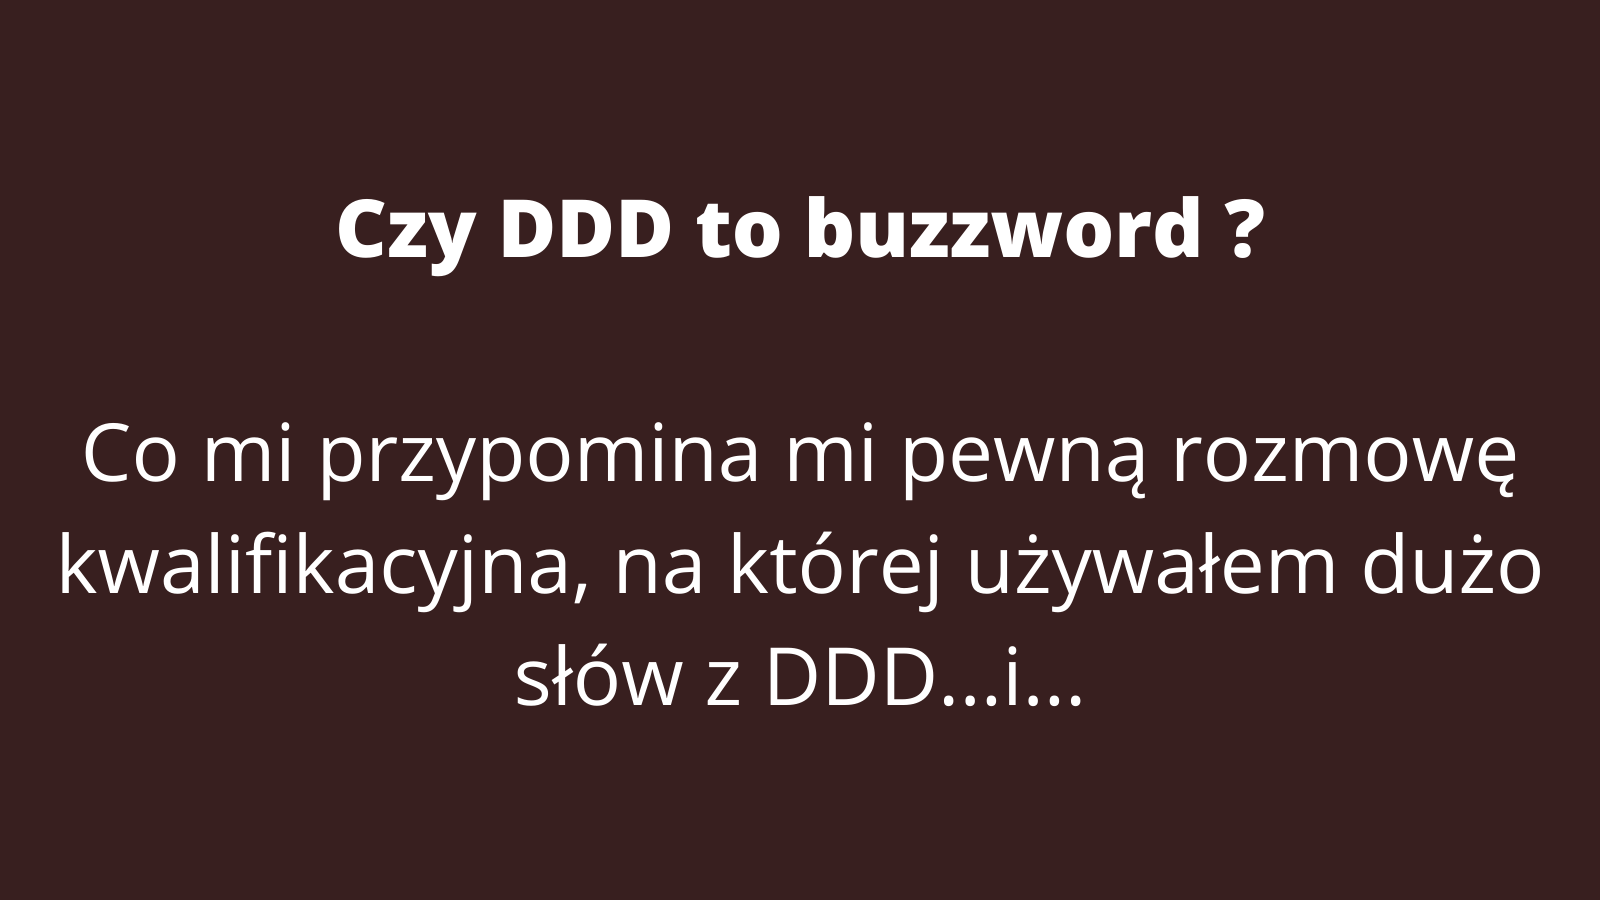 Czy DDD to buzzword ?
Co mi przypomina mi pewną rozmowę
kwalifikacyjna, na której używałem dużo
słów z DDD...i...